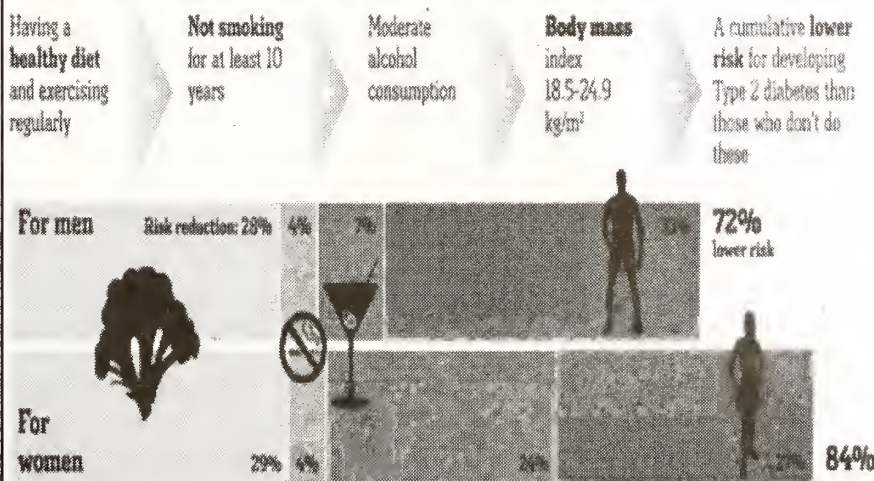 Having a
healthy diet
and exercising
regularly
Not smoking
for at least 10
years
Moderate
alcohol
consumption
Body mass
index
18.5-24.9
kg/m²
A cumulative lower
risk for developing
Type 2 diabetes than
those who don't do
these
For men
Risk reduction: 28% 4% 7%
72%
lower risk
For
women
29% 4% 24% 27% 84%